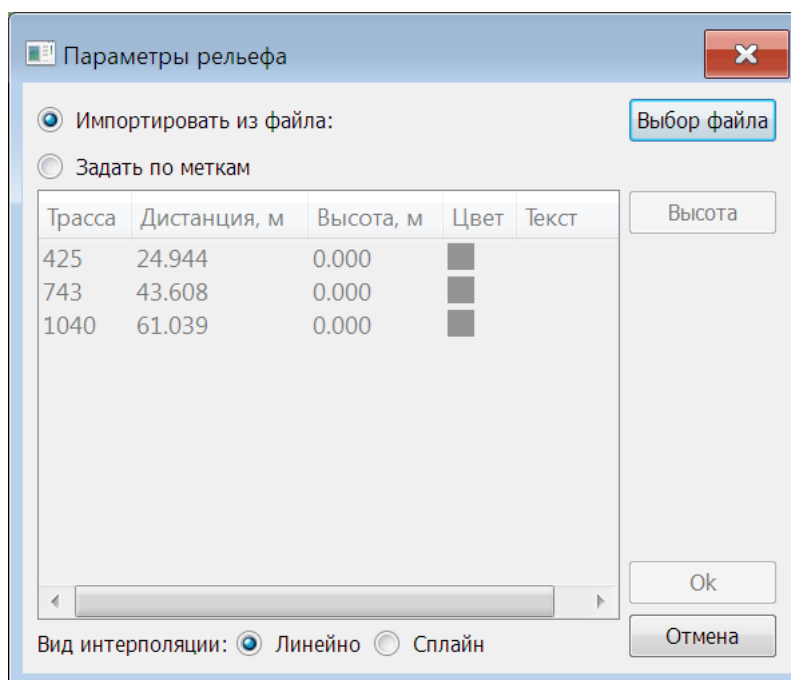 Параметры рельефа
Импортировать из файла:
Выбор файла
Задать по меткам
Трасса Дистанция, м Высота, м Цвет Текст
Высота
425 24.944 0.000
743 43.608 0.000
1040 61.039 0.000
Ok
Вид интерполяции: Линейно Сплайн
Отмена